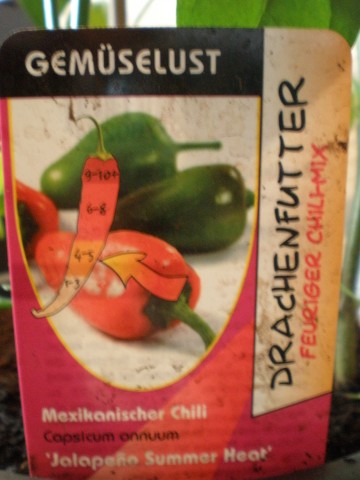 GEMÜSELUST
9-10+
6-8
4-5
1-3
DRACHENFUTTER
FEURIGER CHILI-MIX
Mexikanischer Chili
Capsicum annuum
'Jalapeño Summer Heat'